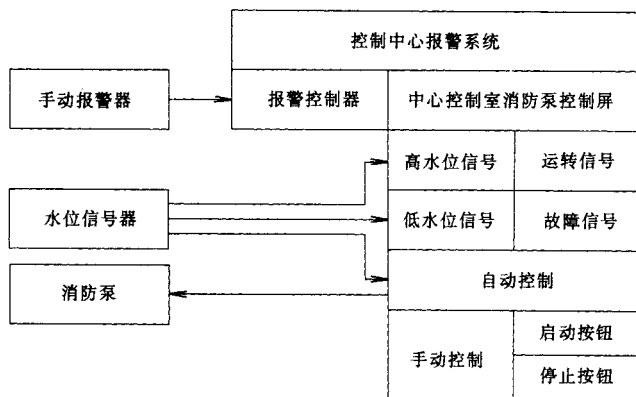 控制中心报警系统
手动报警器
报警控制器
中心控制室消防泵控制屏
高水位信号
运转信号
水位信号器
低水位信号
故障信号
消防泵
自动控制
手动控制
启动按钮
停止按钮